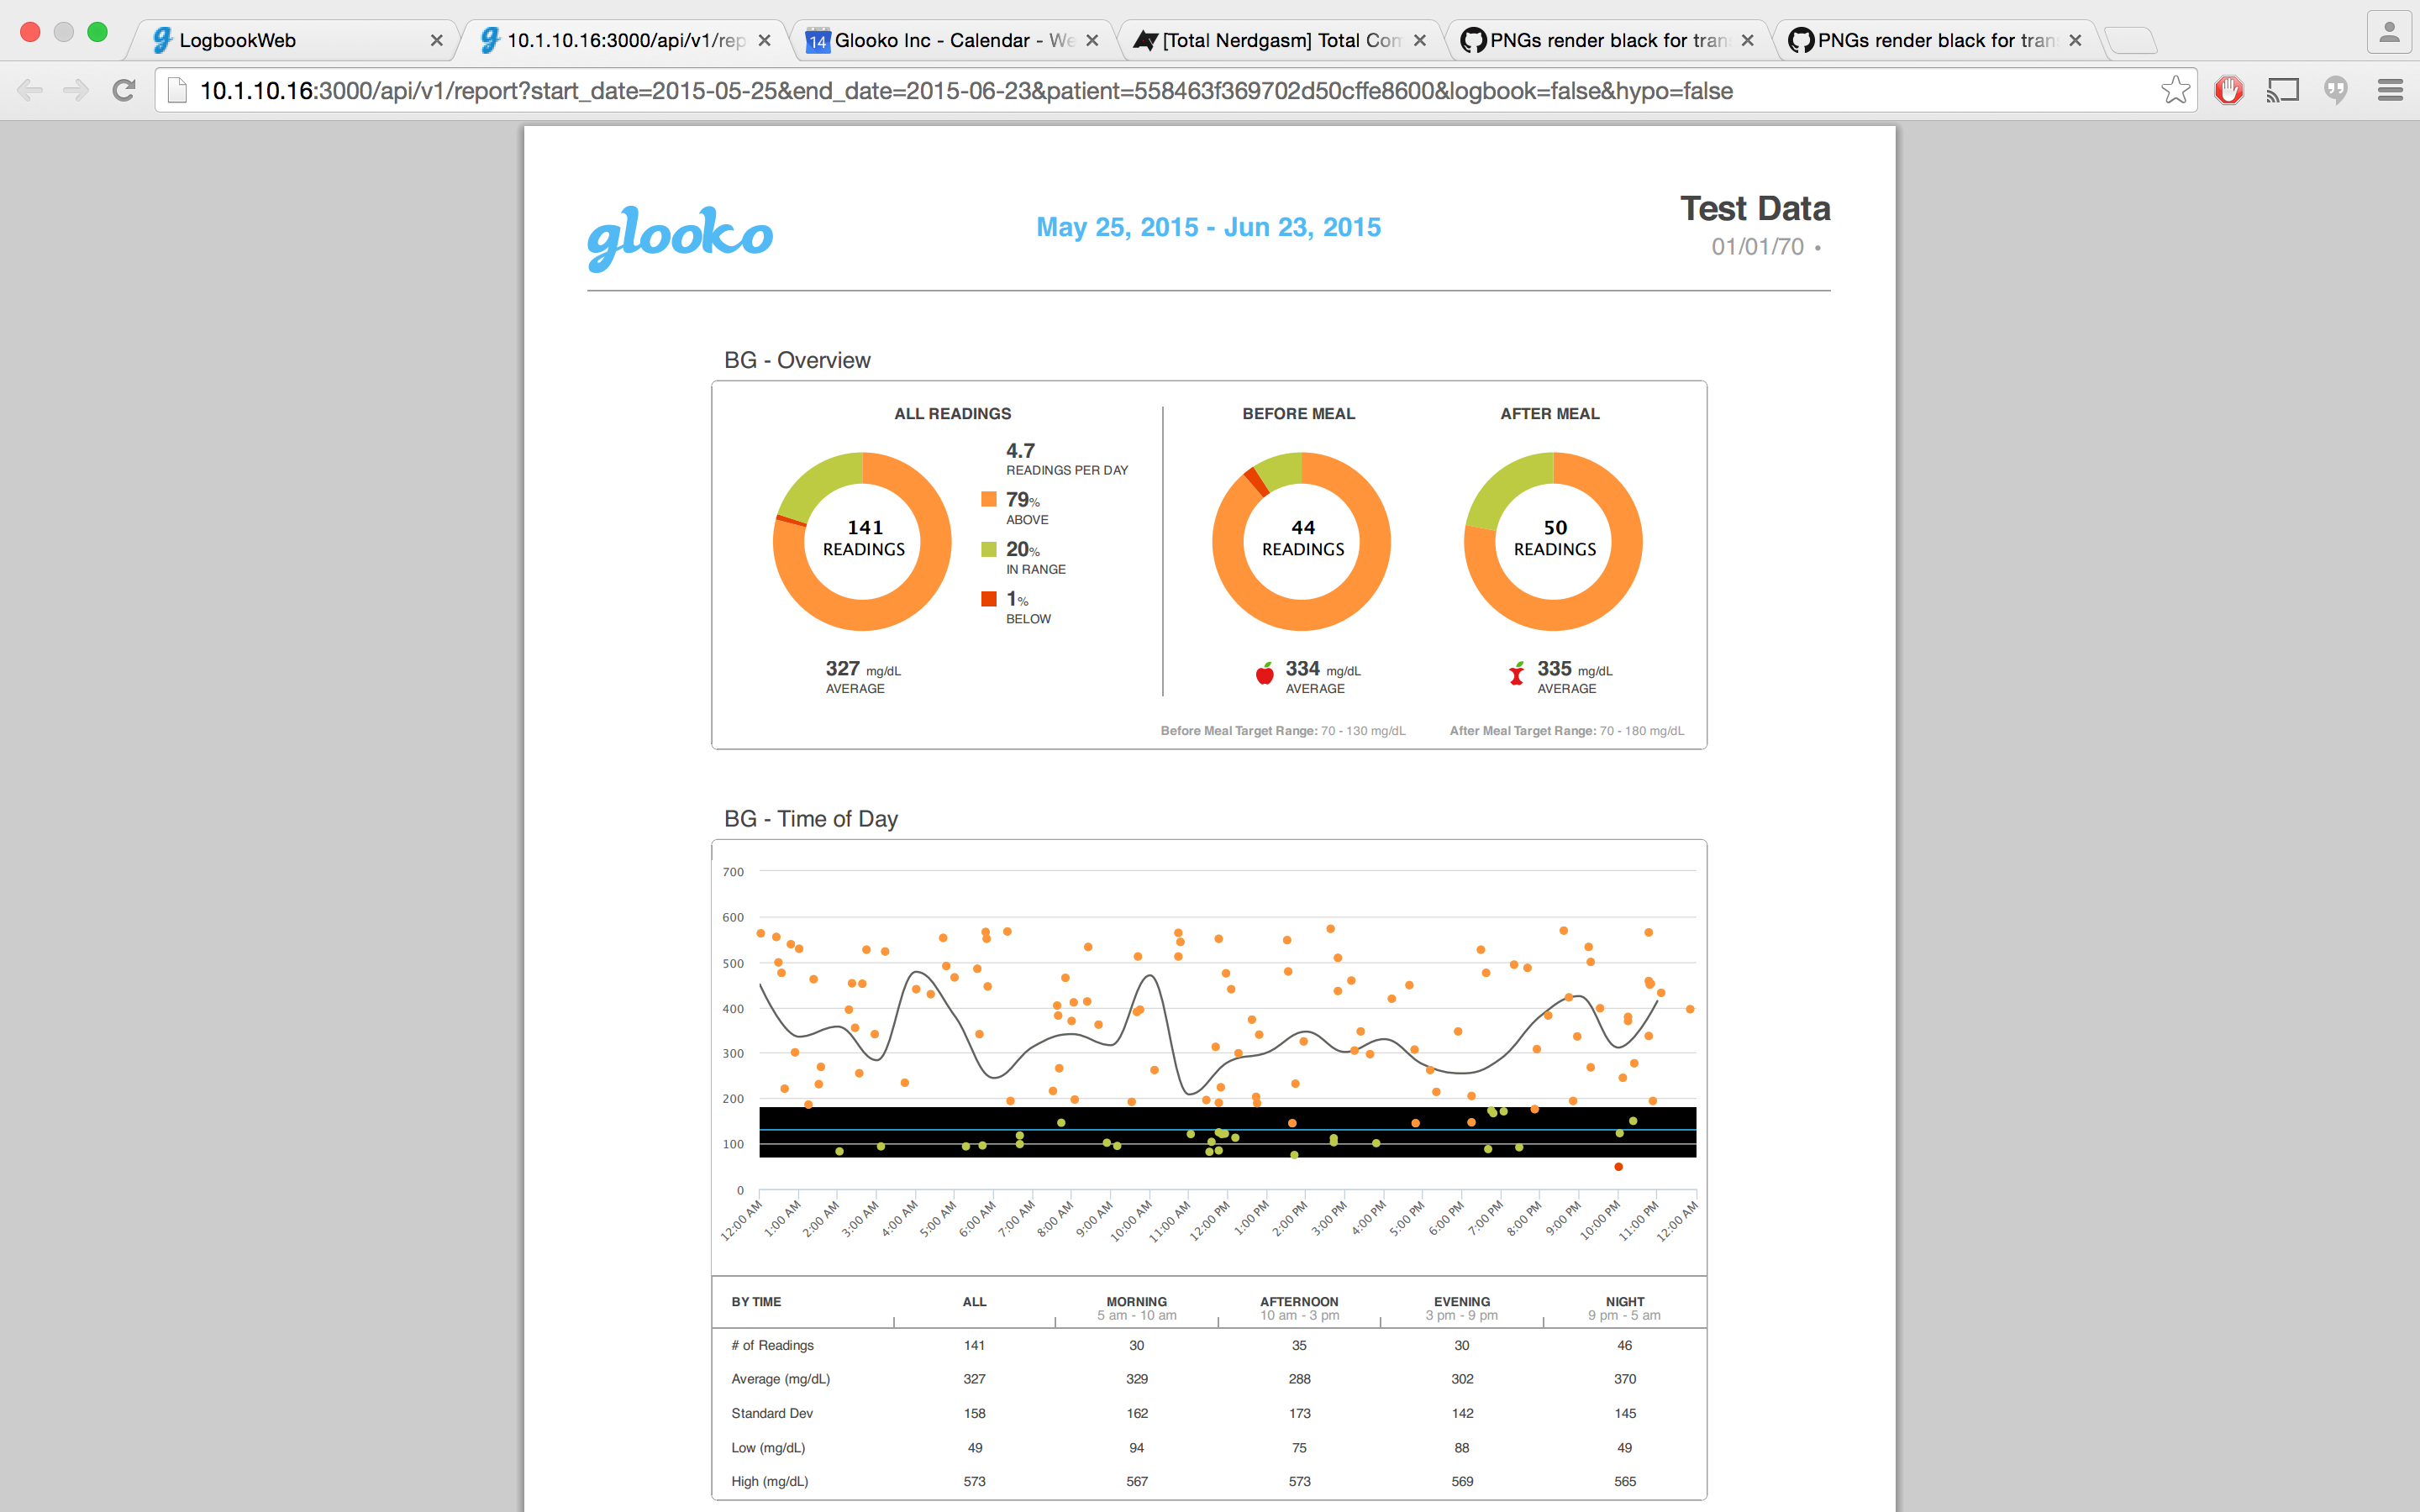 LogbookWeb
10.1.10.16:3000/api/v1/rep
14
Glooko Inc - Calendar - We
[Total Nerdgasm] Total Com
PNGs render black for tran
PNGs render black for tran
10.1.10.16:3000/api/v1/report?start_date=2015-05-25&end_date=2015-06-23&patient=558463f369702d50cffe8600&logbook=false&hypo=false
glooko
May 25, 2015 - Jun 23, 2015
Test Data
01/01/70 •
BG - Overview
ALL READINGS
141
READINGS
4.7
READINGS PER DAY
79%
ABOVE
20%
IN RANGE
1%
BELOW
327 mg/dL
AVERAGE
BEFORE MEAL
44
READINGS
334 mg/dL
AVERAGE
AFTER MEAL
50
READINGS
335 mg/dL
AVERAGE
Before Meal Target Range: 70 - 130 mg/dL
After Meal Target Range: 70 - 180 mg/dL
BG - Time of Day
700
600
500
400
300
200
100
0
12:00 AM
1:00 AM
2:00 AM
3:00 AM
4:00 AM
5:00 AM
6:00 AM
7:00 AM
8:00 AM
9:00 AM
10:00 AM
11:00 AM
12:00 PM
1:00 PM
2:00 PM
3:00 PM
4:00 PM
5:00 PM
6:00 PM
7:00 PM
8:00 PM
9:00 PM
10:00 PM
11:00 PM
12:00 AM
BY TIME ALL MORNING AFTERNOON EVENING NIGHT
5 am - 10 am 10 am - 3 pm 3 pm - 9 pm 9 pm - 5 am
# of Readings 141 30 35 30 46
Average (mg/dL) 327 329 288 302 370
Standard Dev 158 162 173 142 145
Low (mg/dL) 49 94 75 88 49
High (mg/dL) 573 567 573 569 565